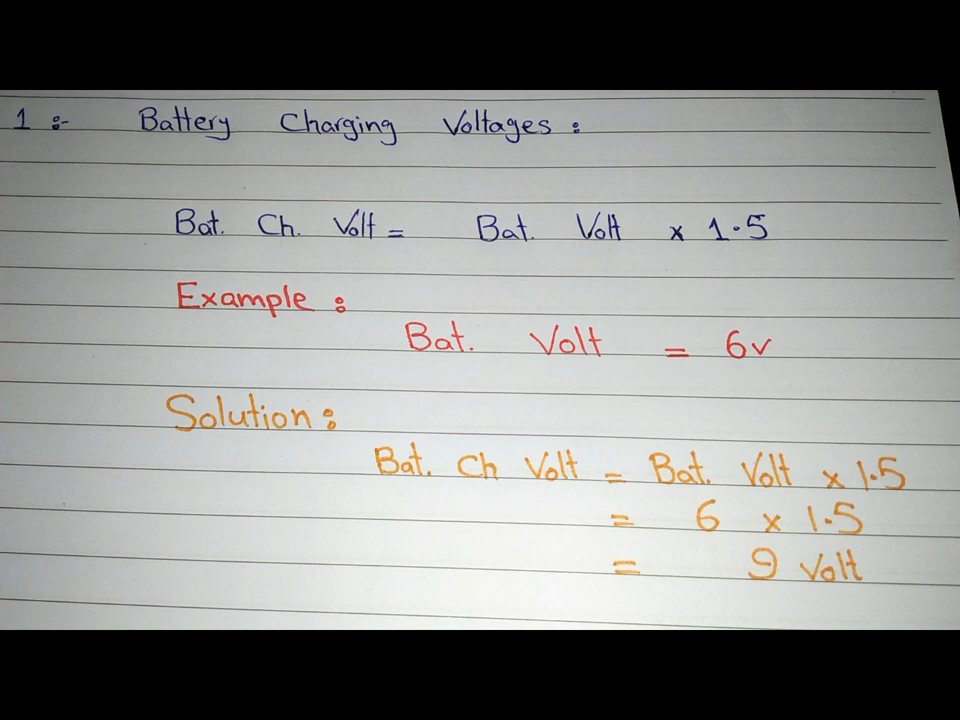 1 :- Battery Charging Voltages :
Bat. Ch. Volt = Bat. Volt x 1.5
Example :
Bat. Volt = 6v
Solution :
Bat. Ch Volt = Bat. Volt x 1.5
= 6 x 1.5
= 9 Volt